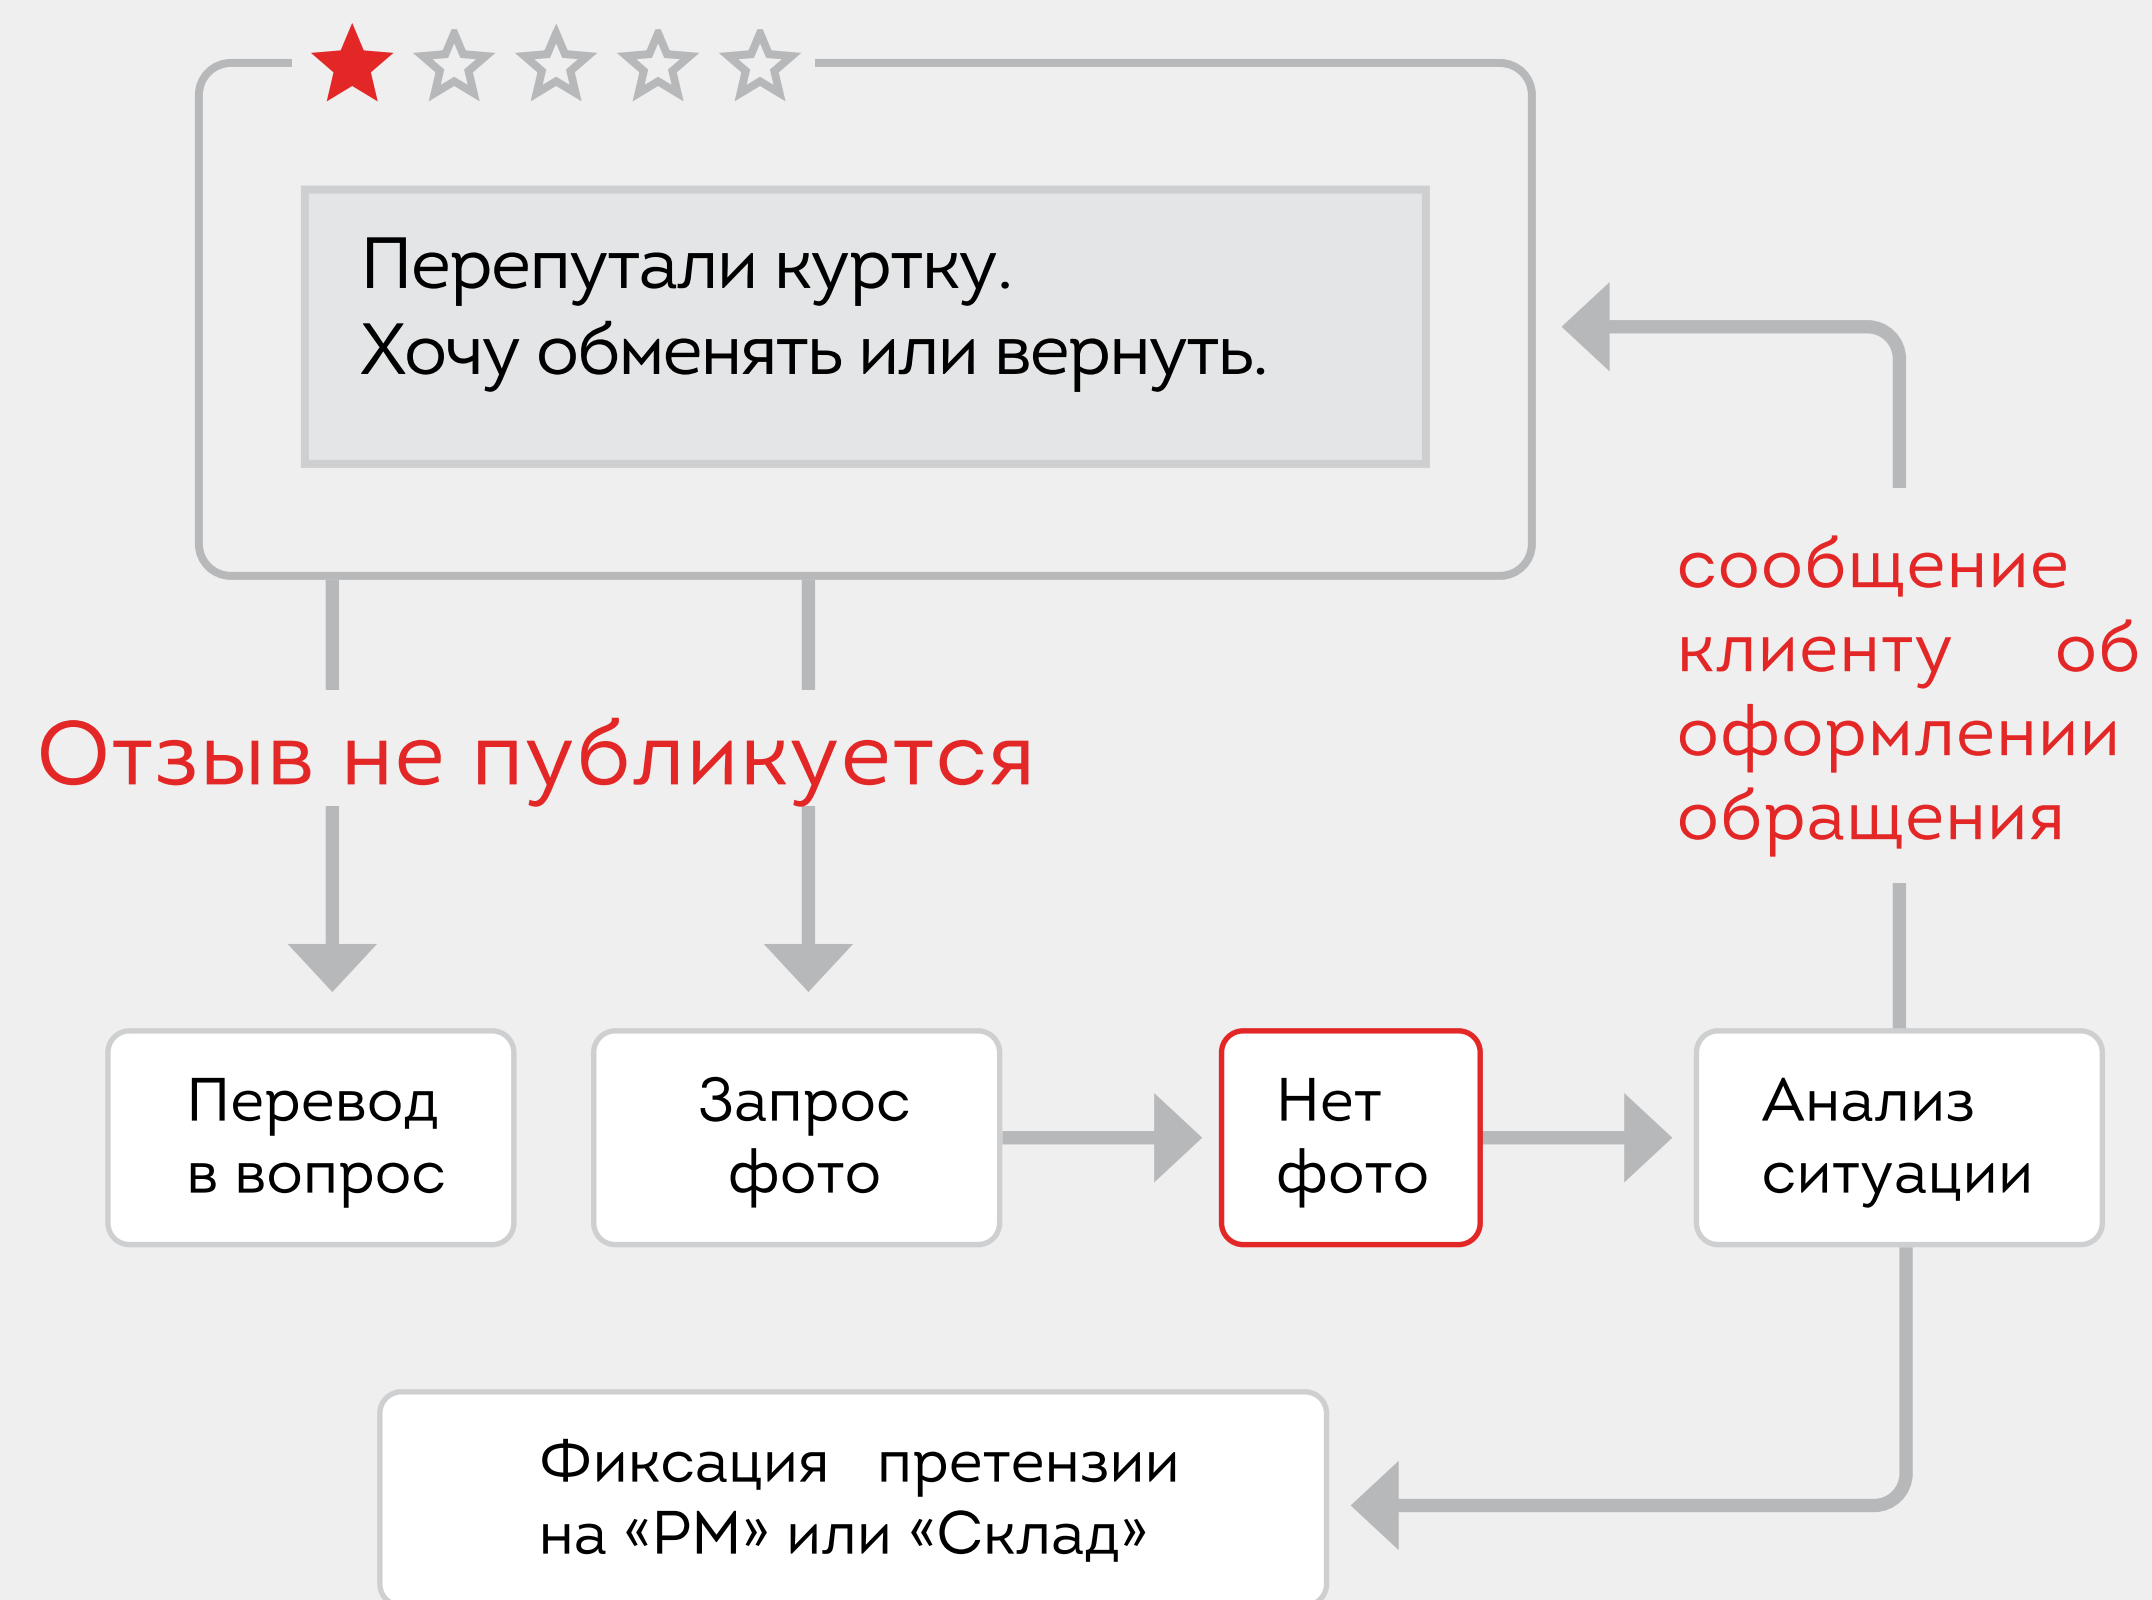 Перепутали куртку.
Хочу обменять или вернуть.
сообщение
клиенту об
оформлении
обращения
Отзыв не публикуется
Перевод
в вопрос
Запрос
фото
Нет
фото
Анализ
ситуации
Фиксация претензии
на «РМ» или «Склад»